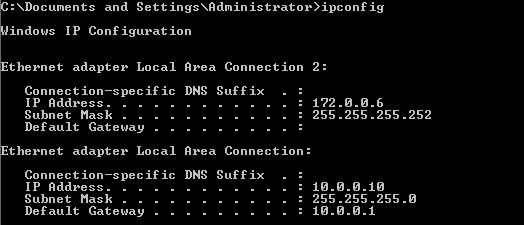 C:\Documents and Settings\Administrator>ipconfig
Windows IP Configuration
Ethernet adapter Local Area Connection 2:
Connection-specific DNS Suffix . :
IP Address. . . . . . . . . . . . : 172.0.0.6
Subnet Mask . . . . . . . . . . . : 255.255.255.252
Default Gateway . . . . . . . . . :
Ethernet adapter Local Area Connection:
Connection-specific DNS Suffix . :
IP Address. . . . . . . . . . . . : 10.0.0.10
Subnet Mask . . . . . . . . . . . : 255.255.255.0
Default Gateway . . . . . . . . . : 10.0.0.1